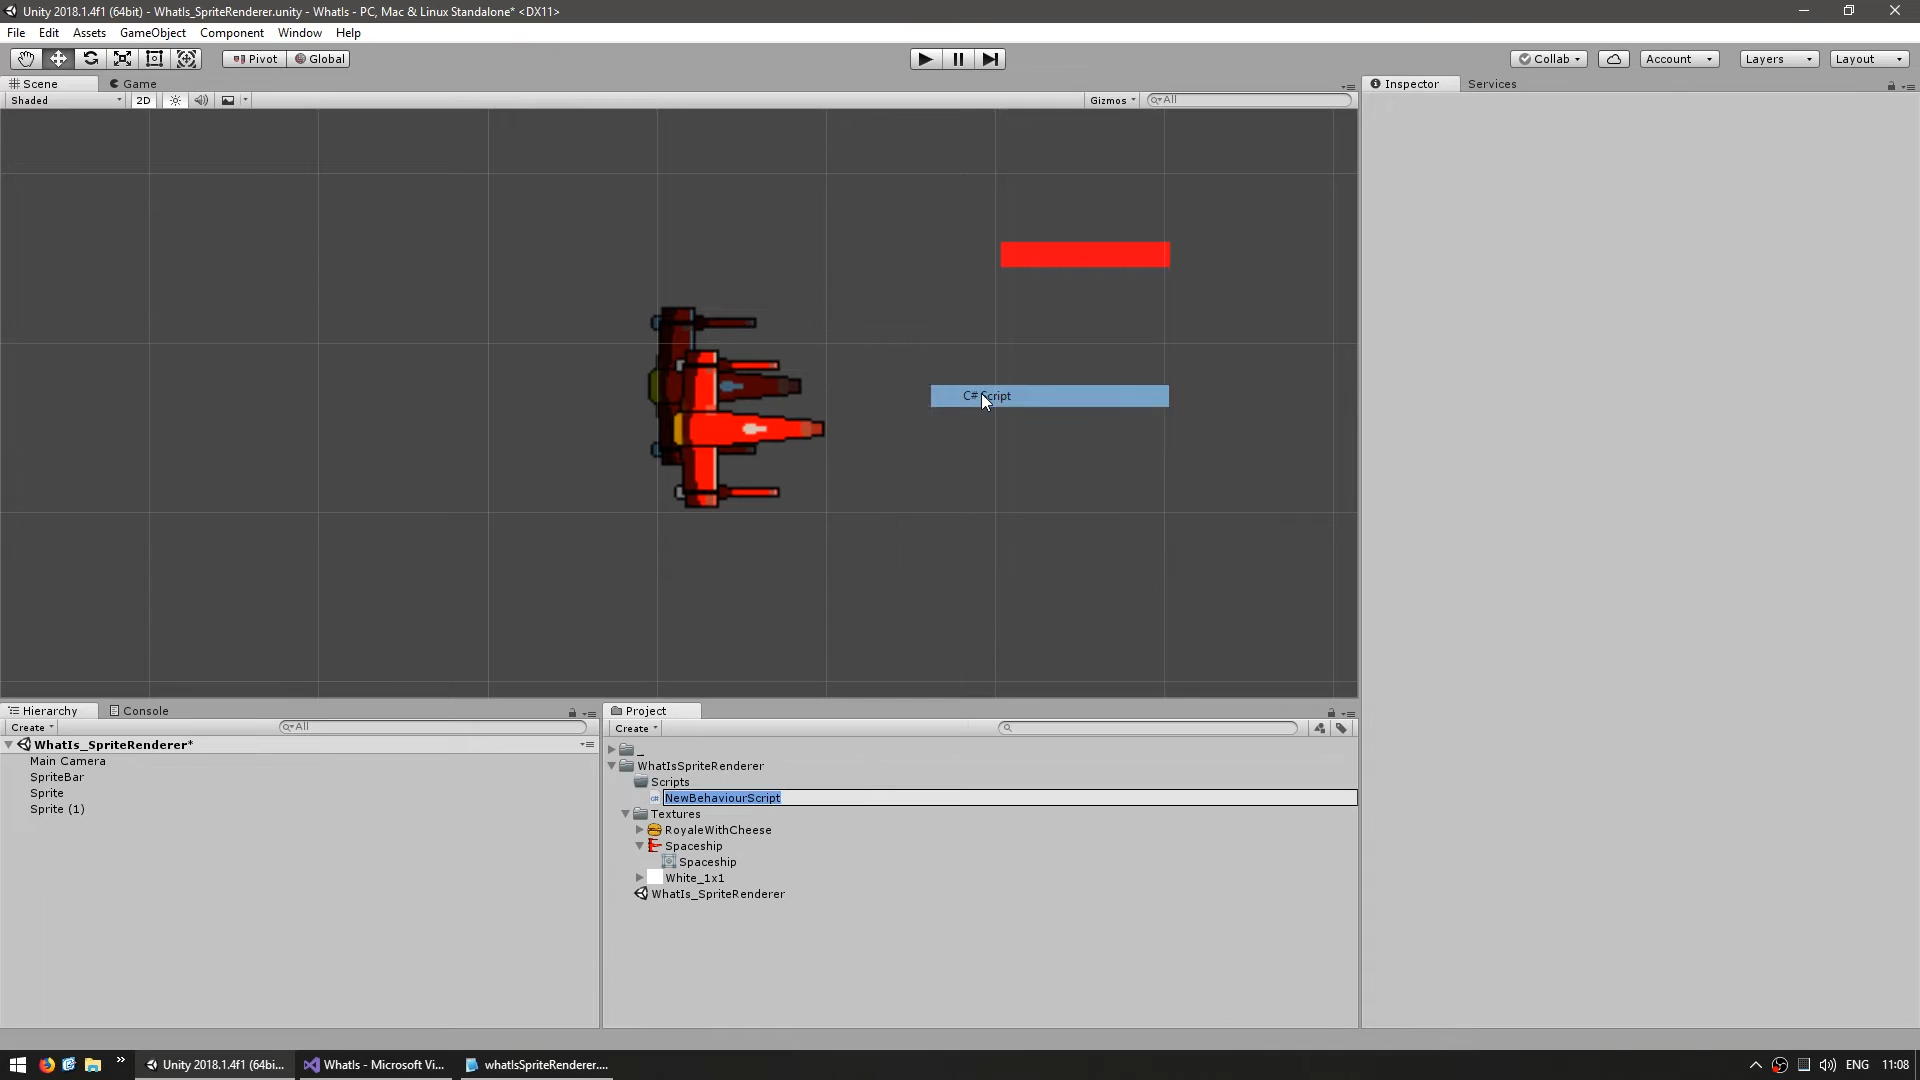 Unity 2018.1.4f1 (64bit) - WhatIs_SpriteRenderer.unity - WhatIs - PC, Mac & Linux Standalone* <DX11>
File Edit Assets GameObject Component Window Help
Pivot Global Collab Account Layers Layout
Scene Game Inspector Services
Shaded 2D Gizmos All
C# Script
Hierarchy Console Project
Create All Create
WhatIs_SpriteRenderer*
Main Camera
SpriteBar
Sprite
Sprite (1)
_
WhatIsSpriteRenderer
Scripts
NewBehaviourScript
Textures
RoyaleWithCheese
Spaceship
Spaceship
White_1x1
WhatIs_SpriteRenderer
Unity 2018.1.4f1 (64bi... WhatIs - Microsoft Vi... whatIsSpriteRenderer.... ENG 11:08